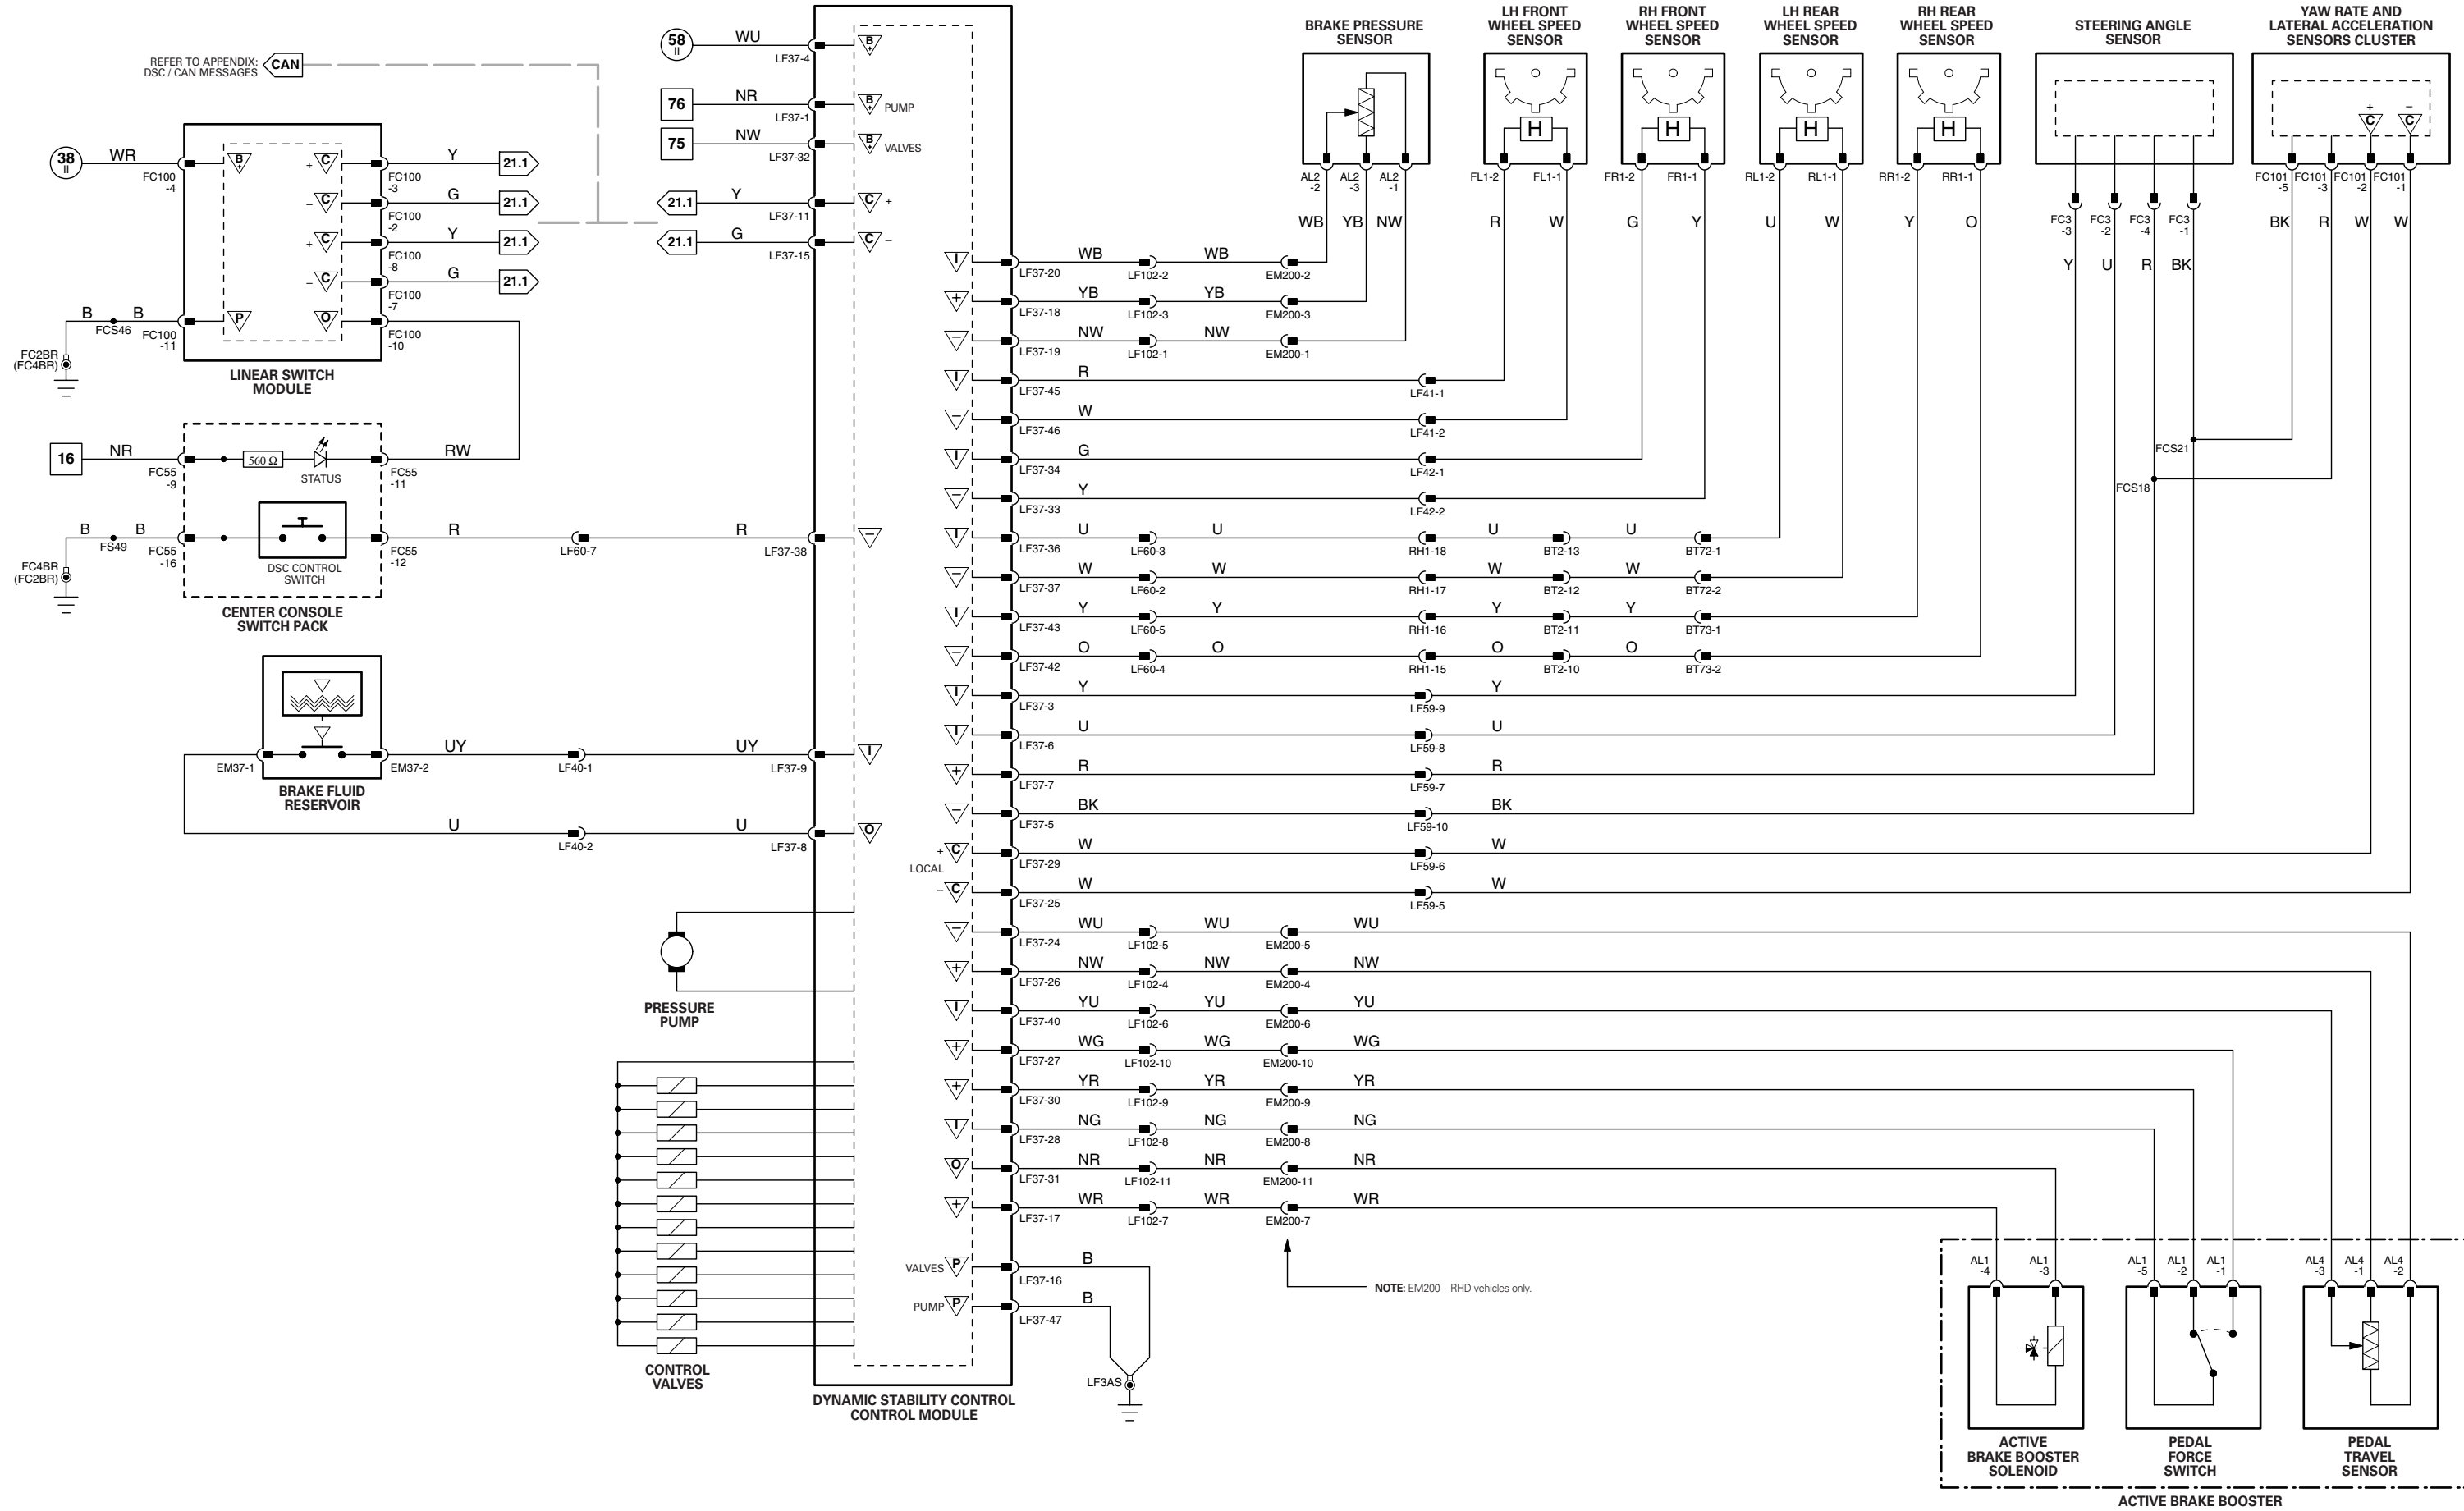 REFER TO APPENDIX:
DSC / CAN MESSAGES
CAN
38
II
WR
FC100
-4
B
+
+
C
Y
21.1
FC100
-3
–
C
G
21.1
FC100
-2
+
C
Y
21.1
FC100
-8
–
C
G
21.1
FC100
-7
B
FCS46
B
FC100
-11
P
O
FC100
-10
FC2BR
(FC4BR)
LINEAR SWITCH
MODULE
16
NR
FC55
-9
560 Ω
STATUS
RW
FC55
-11
B
FS49
B
FC55
-16
DSC CONTROL
SWITCH
FC55
-12
R
LF60-7
R
LF37-38
–
FC4BR
(FC2BR)
CENTER CONSOLE
SWITCH PACK
EM37-1
EM37-2
UY
LF40-1
UY
LF37-9
I
BRAKE FLUID
RESERVOIR
U
LF40-2
U
LF37-8
O
58
II
WU
LF37-4
B
+
76
NR
LF37-1
B
+
PUMP
75
NW
LF37-32
B
+
VALVES
21.1
Y
LF37-11
C
+
21.1
G
LF37-15
C
–
PRESSURE
PUMP
CONTROL
VALVES
DYNAMIC STABILITY CONTROL
CONTROL MODULE
BRAKE PRESSURE
SENSOR
AL2
-2
AL2
-3
AL2
-1
WB
YB
NW
LH FRONT
WHEEL SPEED
SENSOR
H
FL1-2
FL1-1
R
W
RH FRONT
WHEEL SPEED
SENSOR
H
FR1-2
FR1-1
G
Y
LH REAR
WHEEL SPEED
SENSOR
H
RL1-2
RL1-1
U
W
RH REAR
WHEEL SPEED
SENSOR
H
RR1-2
RR1-1
Y
O
STEERING ANGLE
SENSOR
FC3
-3
FC3
-2
FC3
-4
FC3
-1
Y
U
R
BK
YAW RATE AND
LATERAL ACCELERATION
SENSORS CLUSTER
+
C
–
C
FC101
-5
FC101
-3
FC101
-2
FC101
-1
BK
R
W
W
FCS21
FCS18
I
LF37-20
WB
LF102-2
WB
EM200-2
+
LF37-18
YB
LF102-3
YB
EM200-3
–
LF37-19
NW
LF102-1
NW
EM200-1
I
LF37-45
R
LF41-1
–
LF37-46
W
LF41-2
I
LF37-34
G
LF42-1
–
LF37-33
Y
LF42-2
I
LF37-36
U
LF60-3
U
RH1-18
U
BT2-13
U
BT72-1
–
LF37-37
W
LF60-2
W
RH1-17
W
BT2-12
W
BT72-2
I
LF37-43
Y
LF60-5
Y
RH1-16
Y
BT2-11
Y
BT73-1
–
LF37-42
O
LF60-4
O
RH1-15
O
BT2-10
O
BT73-2
I
LF37-3
Y
LF59-9
Y
I
LF37-6
U
LF59-8
U
+
LF37-7
R
LF59-7
R
–
LF37-5
BK
LF59-10
BK
+
C
LOCAL
LF37-29
W
LF59-6
W
–
C
LF37-25
W
LF59-5
W
–
LF37-24
WU
LF102-5
WU
EM200-5
WU
+
LF37-26
NW
LF102-4
NW
EM200-4
NW
I
LF37-40
YU
LF102-6
YU
EM200-6
YU
+
LF37-27
WG
LF102-10
WG
EM200-10
WG
+
LF37-30
YR
LF102-9
YR
EM200-9
YR
I
LF37-28
NG
LF102-8
NG
EM200-8
NG
O
LF37-31
NR
LF102-11
NR
EM200-11
NR
+
LF37-17
WR
LF102-7
WR
EM200-7
WR
VALVES
P
LF37-16
B
PUMP
P
LF37-47
B
LF3AS
NOTE: EM200 – RHD vehicles only.
AL1
-4
AL1
-3
AL1
-5
AL1
-2
AL1
-1
AL4
-3
AL4
-1
AL4
-2
ACTIVE
BRAKE BOOSTER
SOLENOID
PEDAL
FORCE
SWITCH
PEDAL
TRAVEL
SENSOR
ACTIVE BRAKE BOOSTER